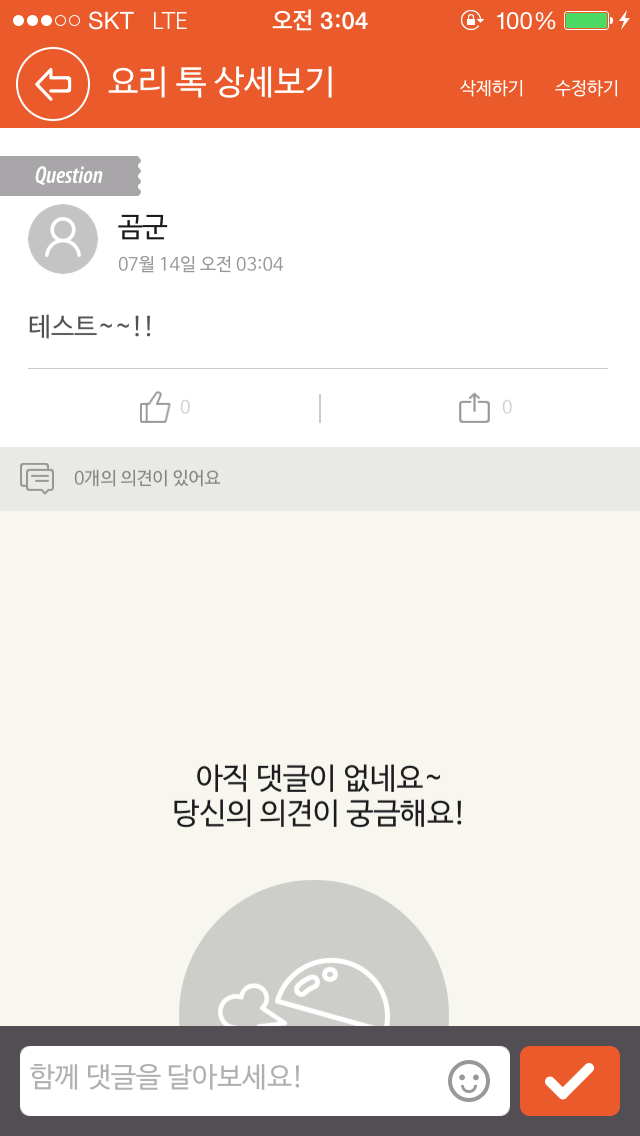 SKT LTE 오전 3:04 100%
요리 톡 상세보기 삭제하기 수정하기
Question
곰군
07월 14일 오전 03:04
테스트~~!!
0 0
0개의 의견이 있어요
아직 댓글이 없네요~
당신의 의견이 궁금해요!
함께 댓글을 달아보세요!